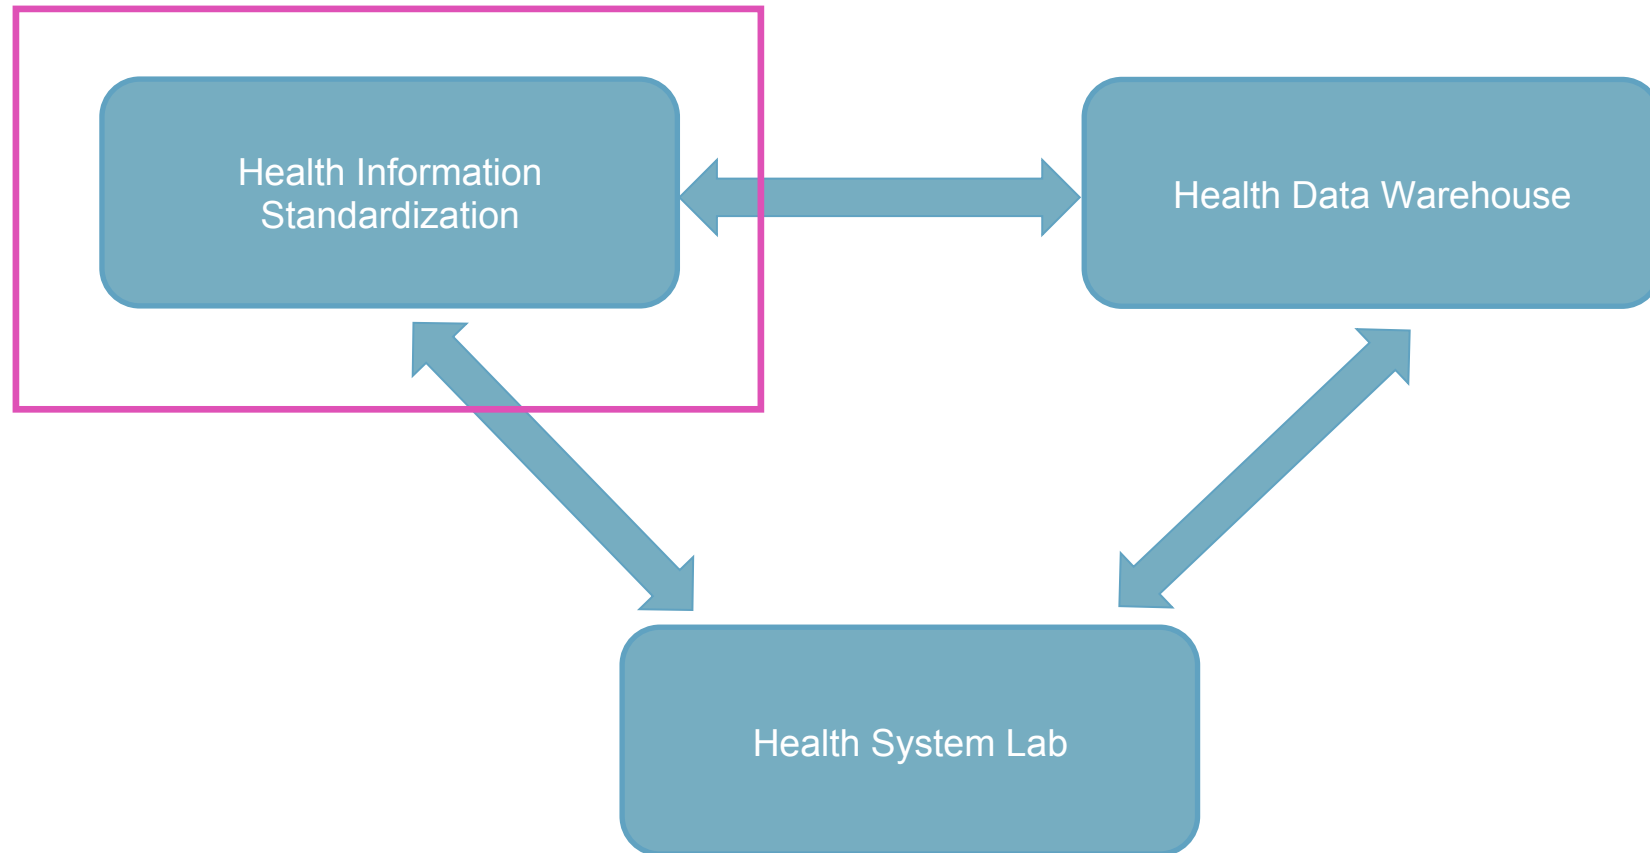 Health Information
Standardization
Health Data Warehouse
Health System Lab